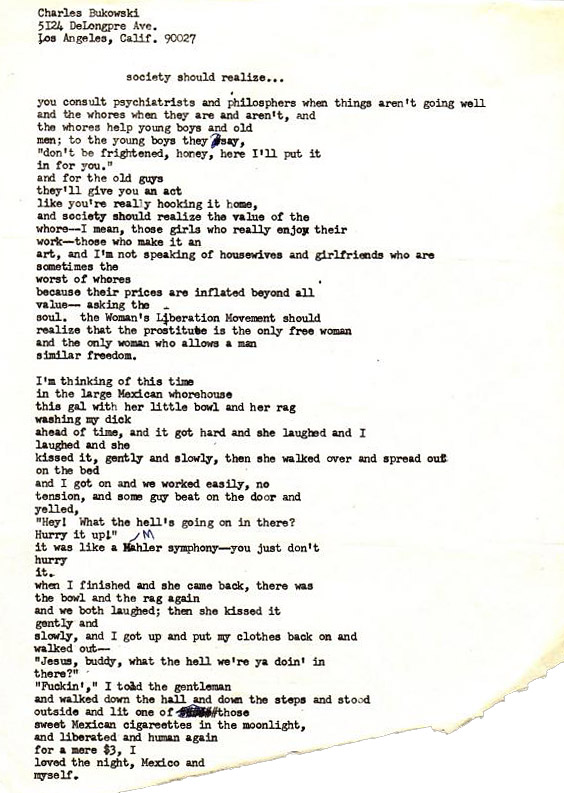 Charles Bukowski
5124 DeLongpre Ave.
Los Angeles, Calif. 90027
society should realize...
you consult psychiatrists and philosphers when things aren't going well
and the whores when they are and aren't, and
the whores help young boys and old
men; to the young boys they say,
"don't be frightened, honey, here I'll put it
in for you."
and for the old guys
they'll give you an act
like you're really hooking it home,
and society should realize the value of the
whore—I mean, those girls who really enjoy their
work—those who make it an
art, and I'm not speaking of housewives and girlfriends who are
sometimes the
worst of whores
because their prices are inflated beyond all
value— asking the
soul. the Woman's Liberation Movement should
realize that the prostitute is the only free woman
and the only woman who allows a man
similar freedom.
I'm thinking of this time
in the large Mexican whorehouse
this gal with her little bowl and her rag
washing my dick
ahead of time, and it got hard and she laughed and I
laughed and she
kissed it, gently and slowly, then she walked over and spread out
on the bed
and I got on and we worked easily, no
tension, and some guy beat on the door and
yelled,
"Hey! What the hell's going on in there?
Hurry it up!" M
it was like a Mahler symphony—you just don't
hurry
it.
when I finished and she came back, there was
the bowl and the rag again
and we both laughed; then she kissed it
gently and
slowly, and I got up and put my clothes back on and
walked out—
"Jesus, buddy, what the hell we're ya doin' in
there?"
"Fuckin'," I told the gentleman
and walked down the hall and down the steps and stood
outside and lit one of those
sweet Mexican cigareettes in the moonlight,
and liberated and human again
for a mere $3, I
loved the night, Mexico and
myself.